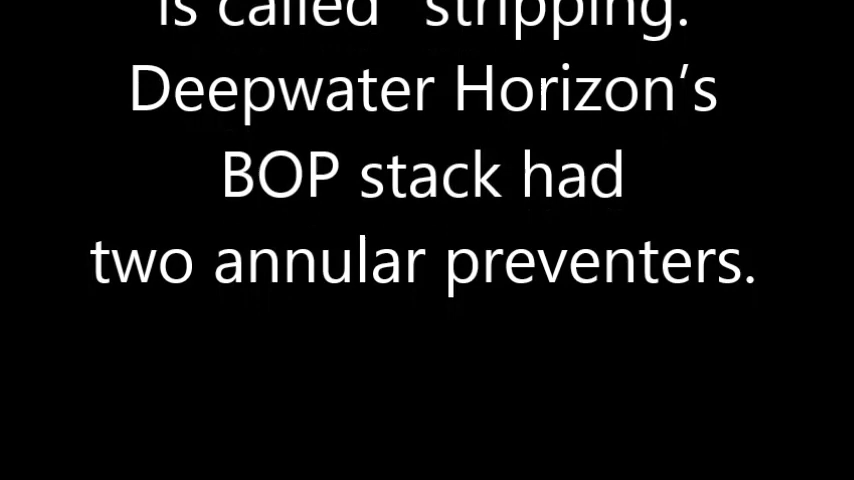 is called "stripping.
Deepwater Horizon’s
BOP stack had
two annular preventers.